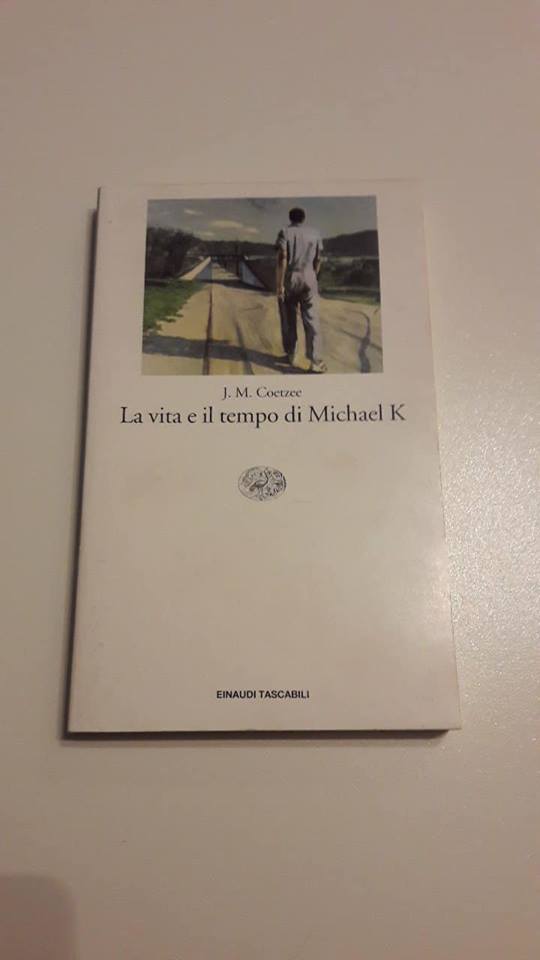 J. M. Coetzee
La vita e il tempo di Michael K
EINAUDI TASCABILI